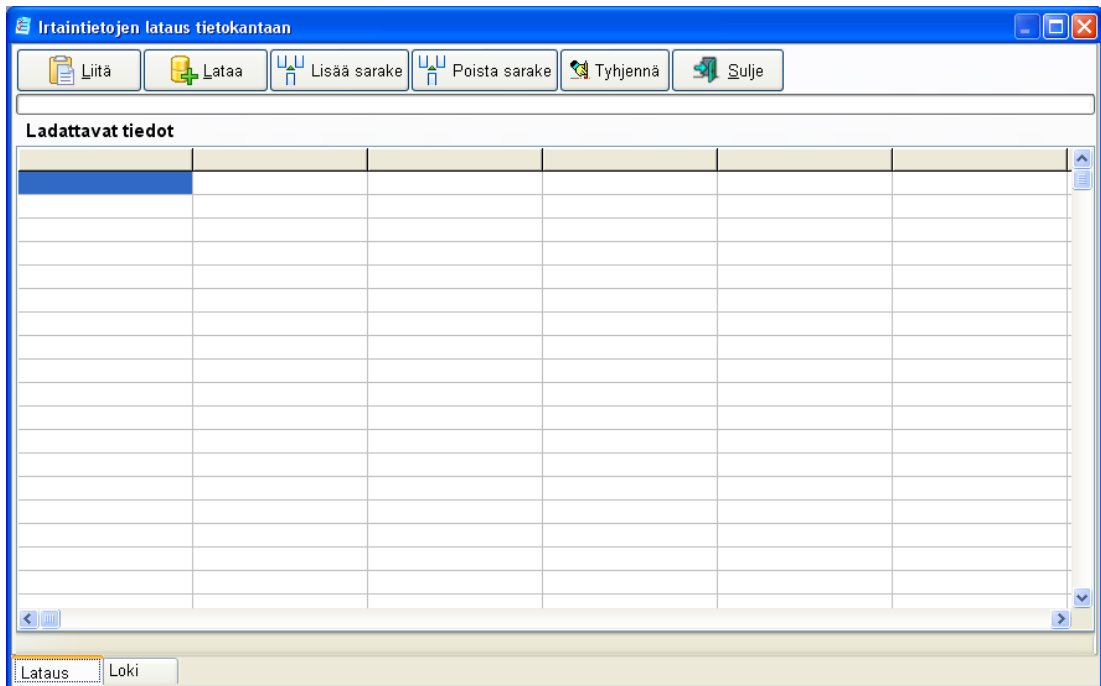 Irtaintietojen lataus tietokantaan
Liitä Lataa Lisää sarake Poista sarake Tyhjennä Sulje
Ladattavat tiedot
Lataus Loki